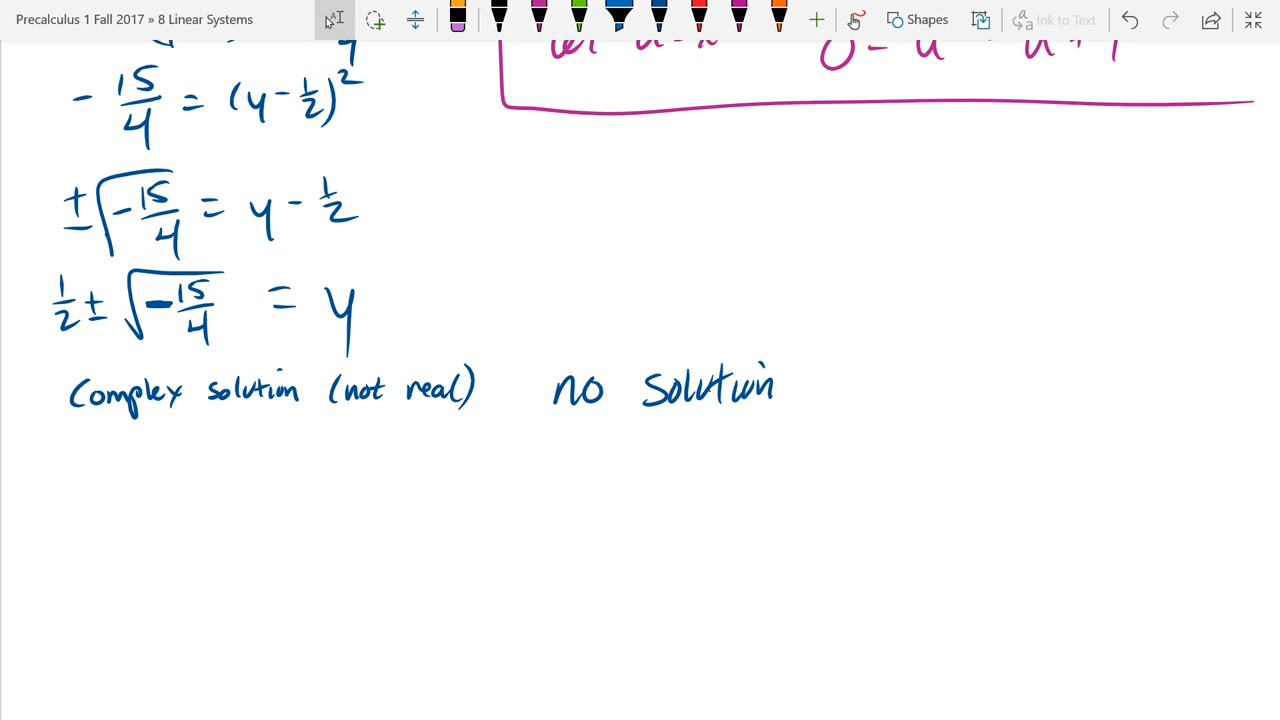 Precalculus 1 Fall 2017 » 8 Linear Systems
Shapes
Ink to Text
4
- 15/4 = (y - 1/2)^2
± √(-15/4) = y - 1/2
1/2 ± √(-15/4) = y
Complex solution (not real) no solution